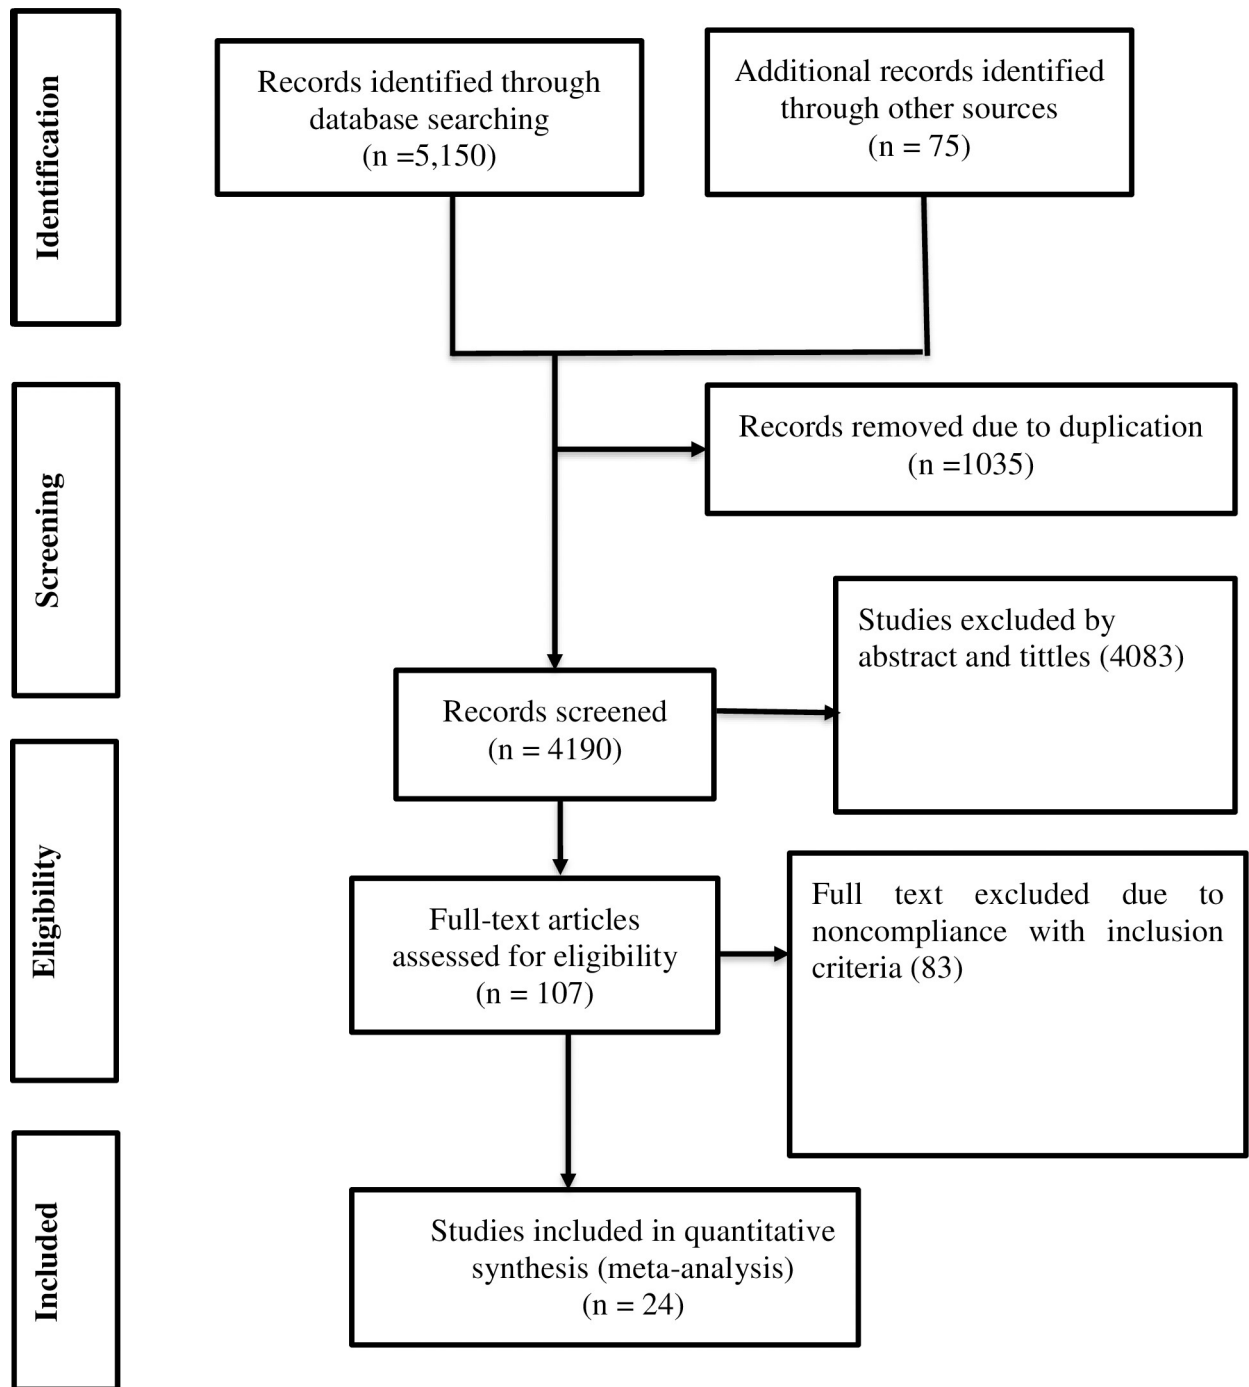 Identification
Records identified through
database searching
(n =5,150)
Additional records identified
through other sources
(n = 75)
Screening
Records removed due to duplication
(n =1035)
Studies excluded by
abstract and tittles (4083)
Records screened
(n = 4190)
Eligibility
Full-text articles
assessed for eligibility
(n = 107)
Full text excluded due to
noncompliance with inclusion
criteria (83)
Included
Studies included in quantitative
synthesis (meta-analysis)
(n = 24)